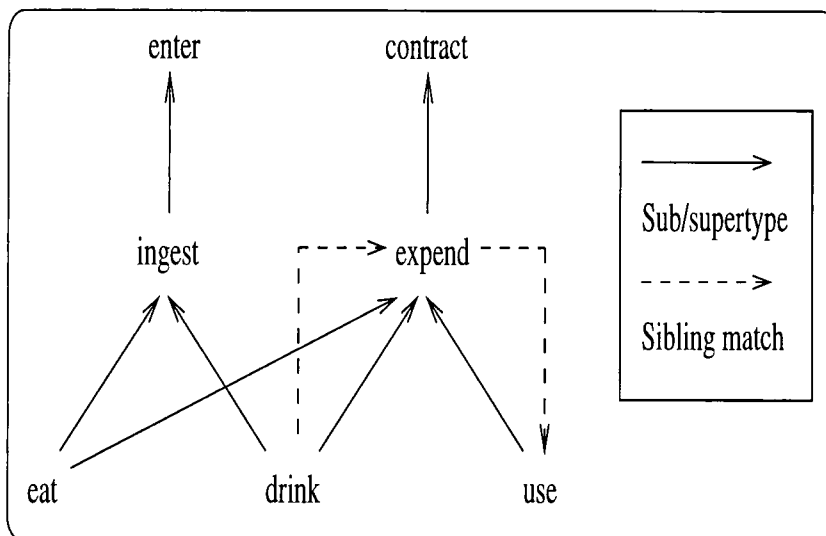 enter
contract
ingest
expend
eat
drink
use
Sub/supertype
Sibling match